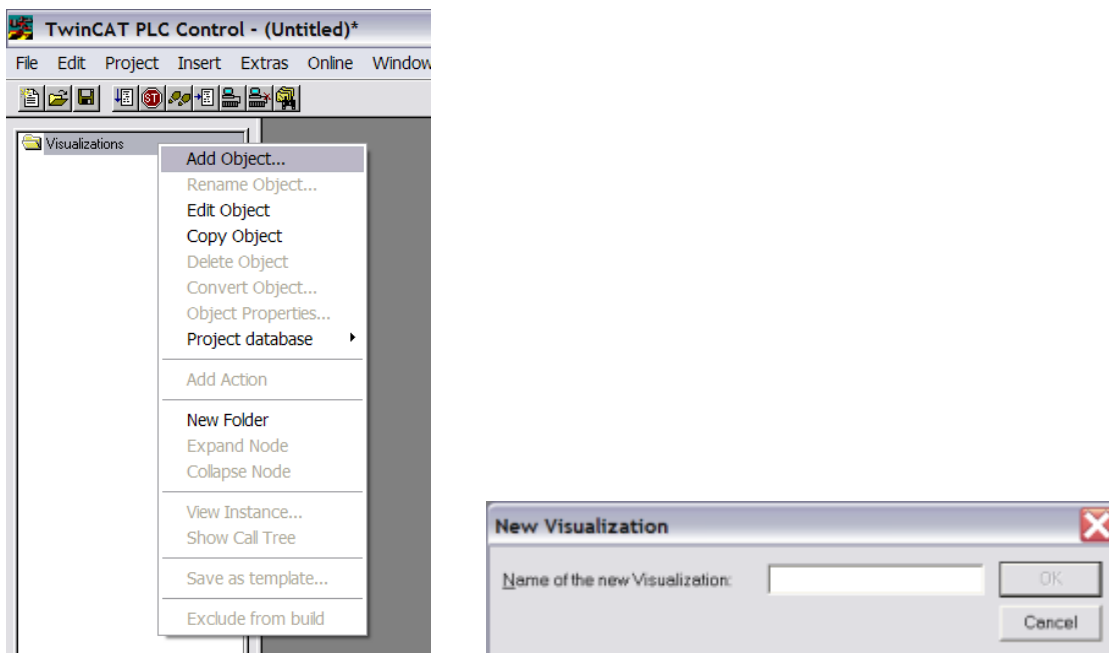 TwinCAT PLC Control - (Untitled)*
File Edit Project Insert Extras Online Window
ST
Visualizations
Add Object...
Rename Object...
Edit Object
Copy Object
Delete Object
Convert Object...
Object Properties...
Project database
Add Action
New Folder
Expand Node
Collapse Node
View Instance...
Show Call Tree
Save as template...
Exclude from build
New Visualization
Name of the new Visualization:
OK
Cancel